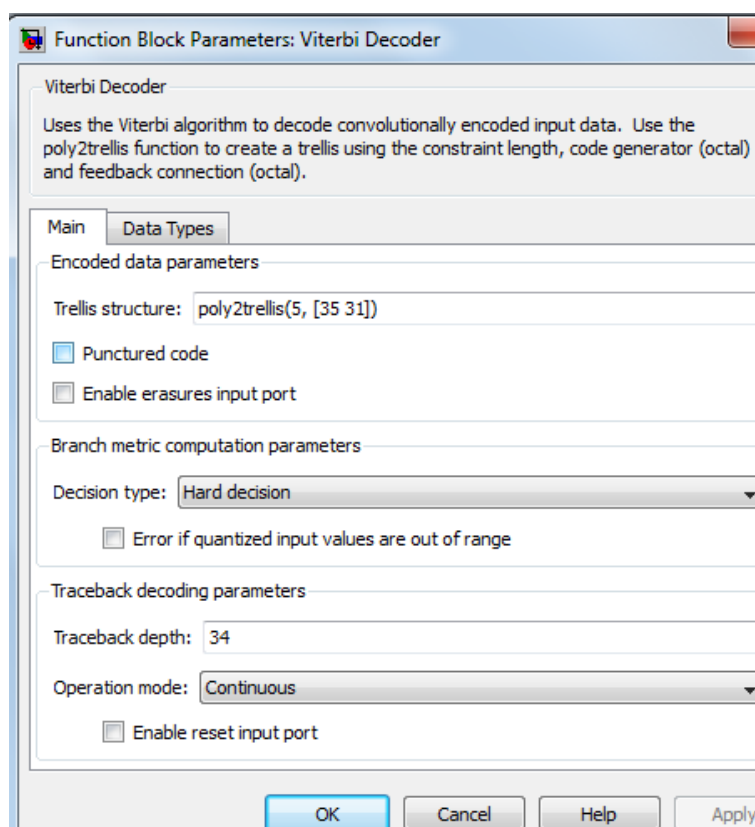 Function Block Parameters: Viterbi Decoder
Viterbi Decoder
Uses the Viterbi algorithm to decode convolutionally encoded input data.  Use the
poly2trellis function to create a trellis using the constraint length, code generator (octal)
and feedback connection (octal).
Main Data Types
Encoded data parameters
Trellis structure: poly2trellis(5, [35 31])
Punctured code
Enable erasures input port
Branch metric computation parameters
Decision type: Hard decision
Error if quantized input values are out of range
Traceback decoding parameters
Traceback depth: 34
Operation mode: Continuous
Enable reset input port
OK Cancel Help Apply